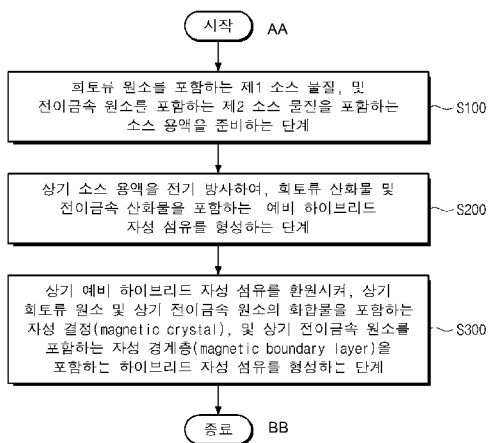 시작
AA
희토류 원소를 포함하는 제1 소스 물질, 및
전이금속 원소를 포함하는 제2 소스 물질을 포함하는
소스 용액을 준비하는 단계
S100
상기 소스 용액을 전기 방사하여, 희토류 산화물 및
전이금속 산화물을 포함하는 예비 하이브리드
자성 섬유를 형성하는 단계
S200
상기 예비 하이브리드 자성 섬유를 환원시켜, 상기
희토류 원소 및 상기 전이금속 원소의 화합물을 포함하는
자성 결정(magnetic crystal), 및 상기 전이금속 원소를
포함하는 자성 경계층(magnetic boundary layer)을
포함하는 하이브리드 자성 섬유를 형성하는 단계
S300
종료
BB